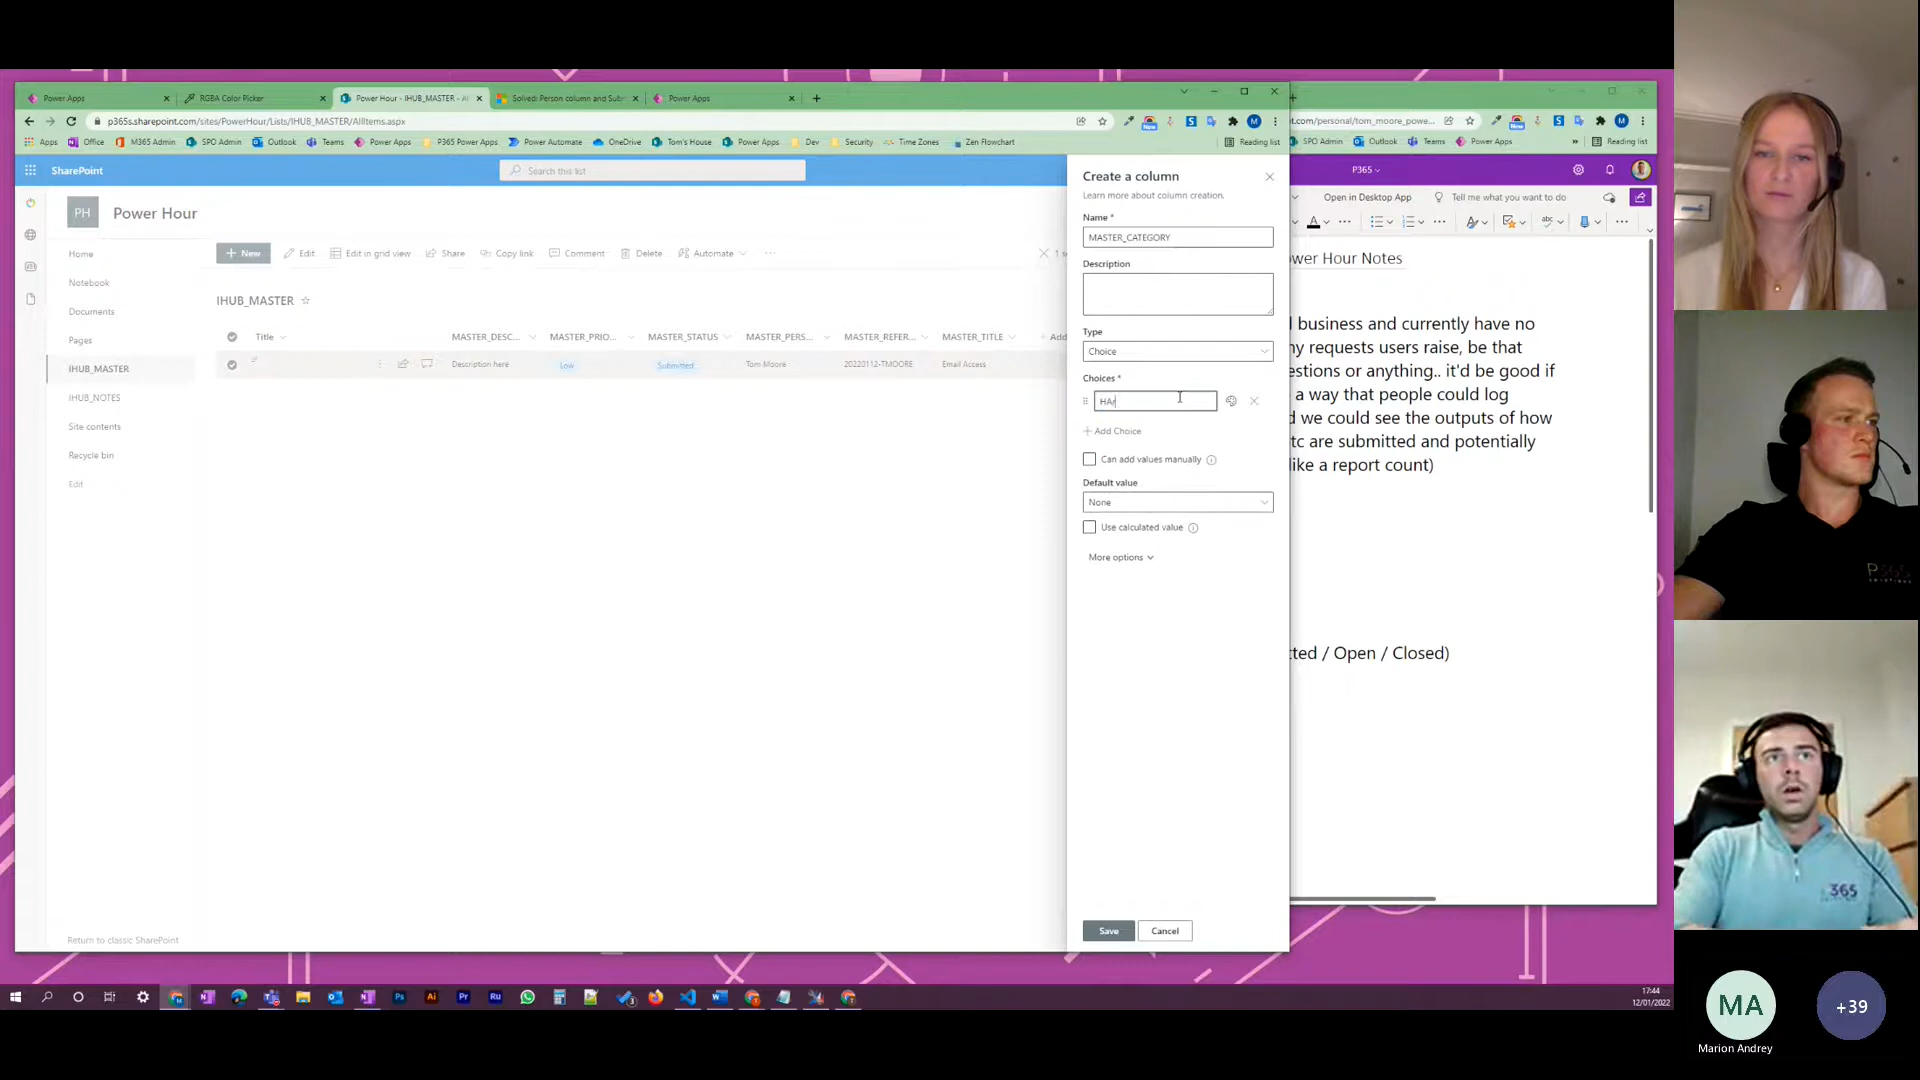 Power Apps
RGBA Color Picker
Power Hour - IHUB_MASTER - Al
Solved: Person column and Sub
Power Apps
p365s.sharepoint.com/sites/PowerHour/Lists/IHUB_MASTER/AllItems.aspx
.com/personal/tom_moore_powe...
Apps Office M365 Admin SPO Admin Outlook Teams Power Apps P365 Power Apps Power Automate OneDrive Tom's House Power Apps Dev Security Time Zones Zen Flowchart Reading list
SPO Admin Outlook Teams Power Apps » Reading list
SharePoint
Search this list
P365
Open in Desktop App
Tell me what you want to do
PH
Power Hour
New Edit Edit in grid view Share Copy link Comment Delete Automate ...
Home
Notebook
Documents
Pages
IHUB_MASTER
IHUB_NOTES
Site contents
Recycle bin
Edit
Return to classic SharePoint
IHUB_MASTER
Title MASTER_DESC... MASTER_PRIO... MASTER_STATUS MASTER_PERS... MASTER_REFER... MASTER_TITLE + Add
Description here Low Submitted Tom Moore 20220112-TMOORE Email Access
Create a column
Learn more about column creation.
Name *
MASTER_CATEGORY
Description
Type
Choice
Choices *
HAr
Add Choice
Can add values manually
Default value
None
Use calculated value
More options
Save
Cancel
wer Hour Notes
business and currently have no
ny requests users raise, be that
estions or anything.. it'd be good if
a way that people could log
d we could see the outputs of how
tc are submitted and potentially
like a report count)
tted / Open / Closed)
17:44
12/01/2022
P365
SOLUTIONS
365
MA
Marion Andrey
+39